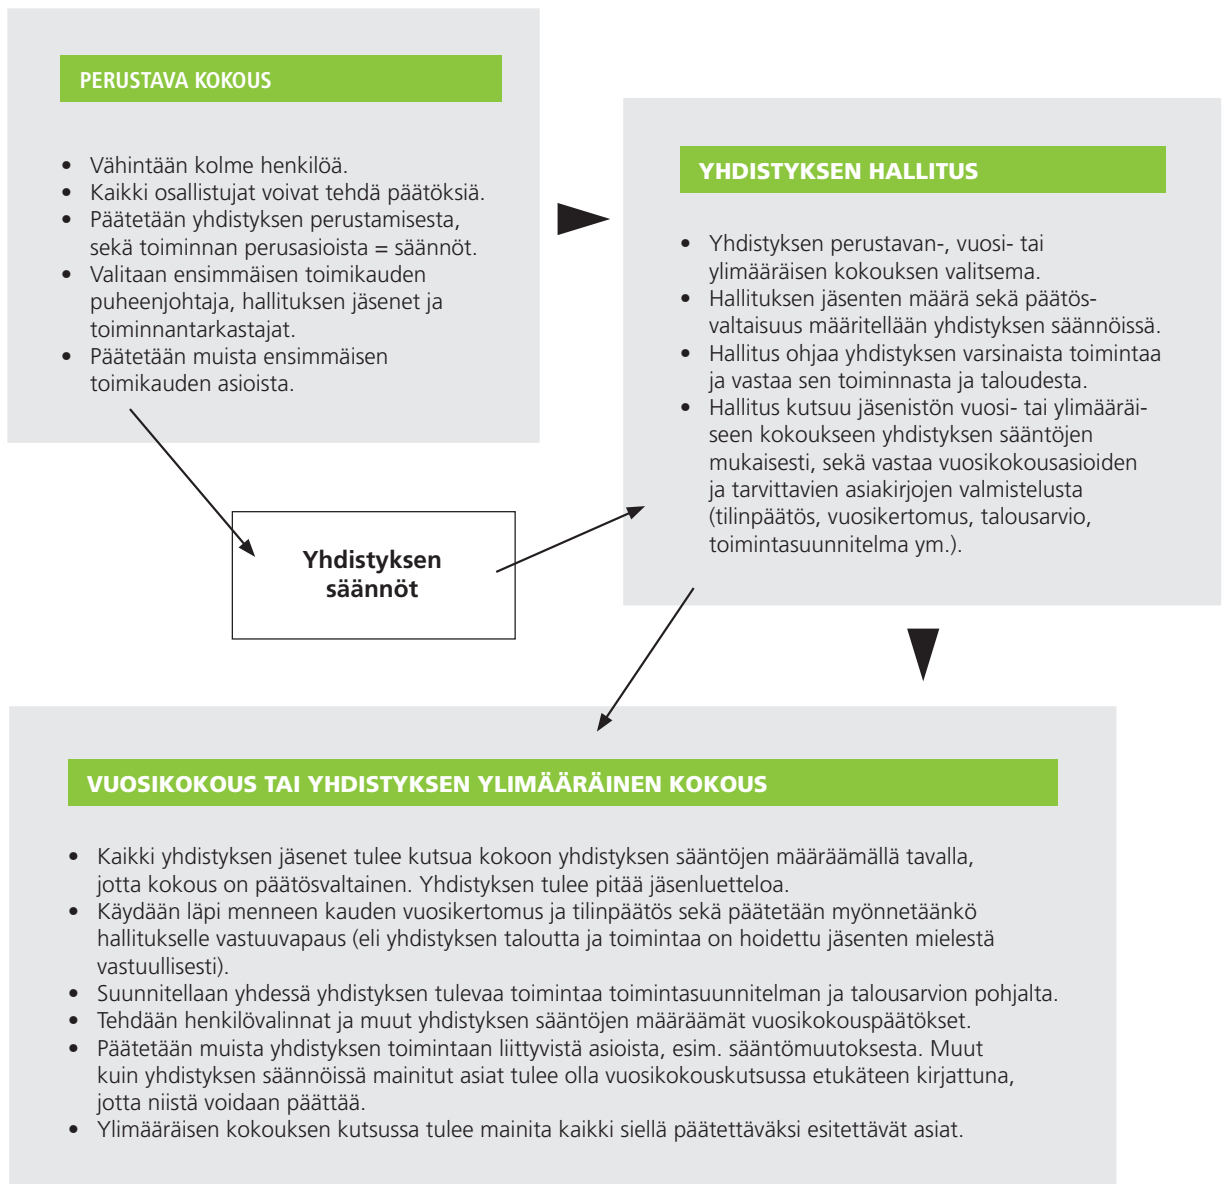 PERUSTAVA KOKOUS
• Vähintään kolme henkilöä.
• Kaikki osallistujat voivat tehdä päätöksiä.
• Päätetään yhdistyksen perustamisesta,
sekä toiminnan perusasioista = säännöt.
• Valitaan ensimmäisen toimikauden
puheenjohtaja, hallituksen jäsenet ja
toiminnantarkastajat.
• Päätetään muista ensimmäisen
toimikauden asioista.
YHDISTYKSEN HALLITUS
• Yhdistyksen perustavan-, vuosi- tai
ylimääräisen kokouksen valitsema.
• Hallituksen jäsenten määrä sekä päätös-
valtaisuus määritellään yhdistyksen säännöissä.
• Hallitus ohjaa yhdistyksen varsinaista toimintaa
ja vastaa sen toiminnasta ja taloudesta.
• Hallitus kutsuu jäsenistön vuosi- tai ylimääräi-
seen kokoukseen yhdistyksen sääntöjen
mukaisesti, sekä vastaa vuosikokousasioiden
ja tarvittavien asiakirjojen valmistelusta
(tilinpäätös, vuosikertomus, talousarvio,
toimintasuunnitelma ym.).
Yhdistyksen
säännöt
VUOSIKOKOUS TAI YHDISTYKSEN YLIMÄÄRÄINEN KOKOUS
• Kaikki yhdistyksen jäsenet tulee kutsua kokoon yhdistyksen sääntöjen määräämällä tavalla,
jotta kokous on päätösvaltainen. Yhdistyksen tulee pitää jäsenluetteloa.
• Käydään läpi menneen kauden vuosikertomus ja tilinpäätös sekä päätetään myönnetäänkö
hallitukselle vastuuvapaus (eli yhdistyksen taloutta ja toimintaa on hoidettu jäsenten mielestä
vastuullisesti).
• Suunnitellaan yhdessä yhdistyksen tulevaa toimintaa toimintasuunnitelman ja talousarvion pohjalta.
• Tehdään henkilövalinnat ja muut yhdistyksen sääntöjen määräämät vuosikokouspäätökset.
• Päätetään muista yhdistyksen toimintaan liittyvistä asioista, esim. sääntömuutoksesta. Muut
kuin yhdistyksen säännöissä mainitut asiat tulee olla vuosikokouskutsussa etukäteen kirjattuna,
jotta niistä voidaan päättää.
• Ylimääräisen kokouksen kutsussa tulee mainita kaikki siellä päätettäväksi esitettävät asiat.